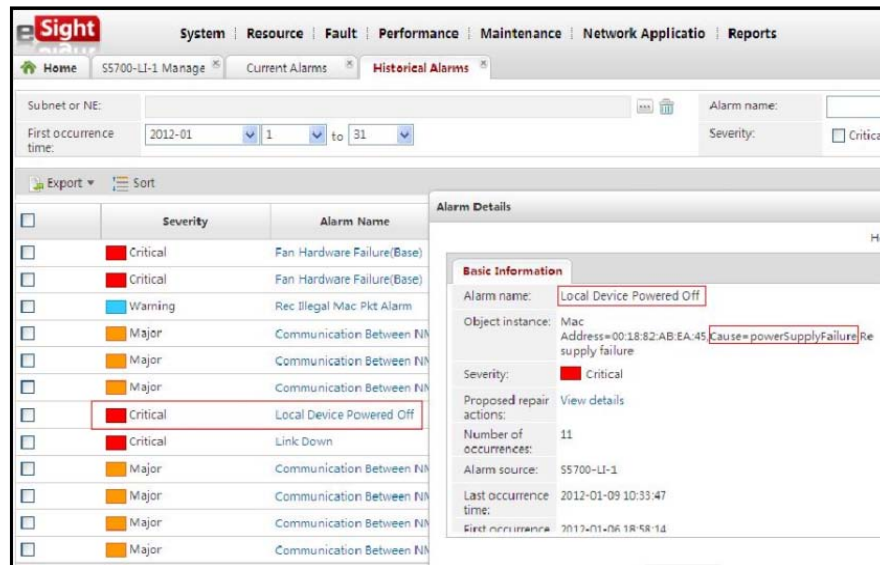 eSight
System | Resource | Fault | Performance | Maintenance | Network Applicatio | Reports
Home S5700-LI-1 Manage Current Alarms Historical Alarms
Subnet or NE: ... Alarm name:
First occurrence time: 2012-01 1 to 31 Severity: Critica
Export Sort
Severity Alarm Name
Critical Fan Hardware Failure(Base)
Critical Fan Hardware Failure(Base)
Warning Rec Illegal Mac Pkt Alarm
Major Communication Between NM
Major Communication Between NM
Major Communication Between NM
Critical Local Device Powered Off
Critical Link Down
Major Communication Between NM
Major Communication Between NM
Major Communication Between NM
Major Communication Between NM
Alarm Details
Basic Information
Alarm name: Local Device Powered Off
Object instance: Mac
Address=00:18:82:AB:EA:45,Cause=powerSupplyFailure,Re
supply failure
Severity: Critical
Proposed repair actions: View details
Number of occurrences: 11
Alarm source: S5700-LI-1
Last occurrence time: 2012-01-09 10:33:47
First occurrence 2012-01-06 18:58:14